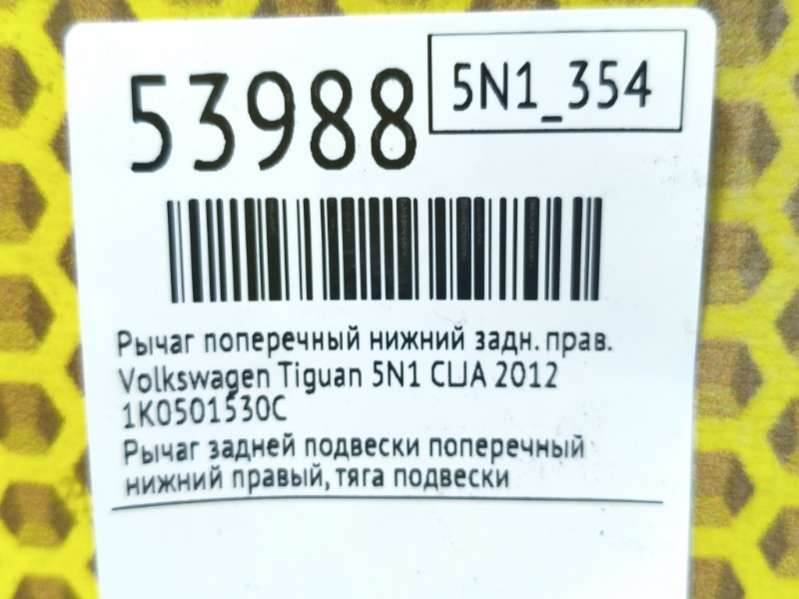 53988
5N1_354
Рычаг поперечный нижний задн. прав.
Volkswagen Tiguan 5N1 CLJA 2012
1K0501530C
Рычаг задней подвески поперечный
нижний правый, тяга подвески